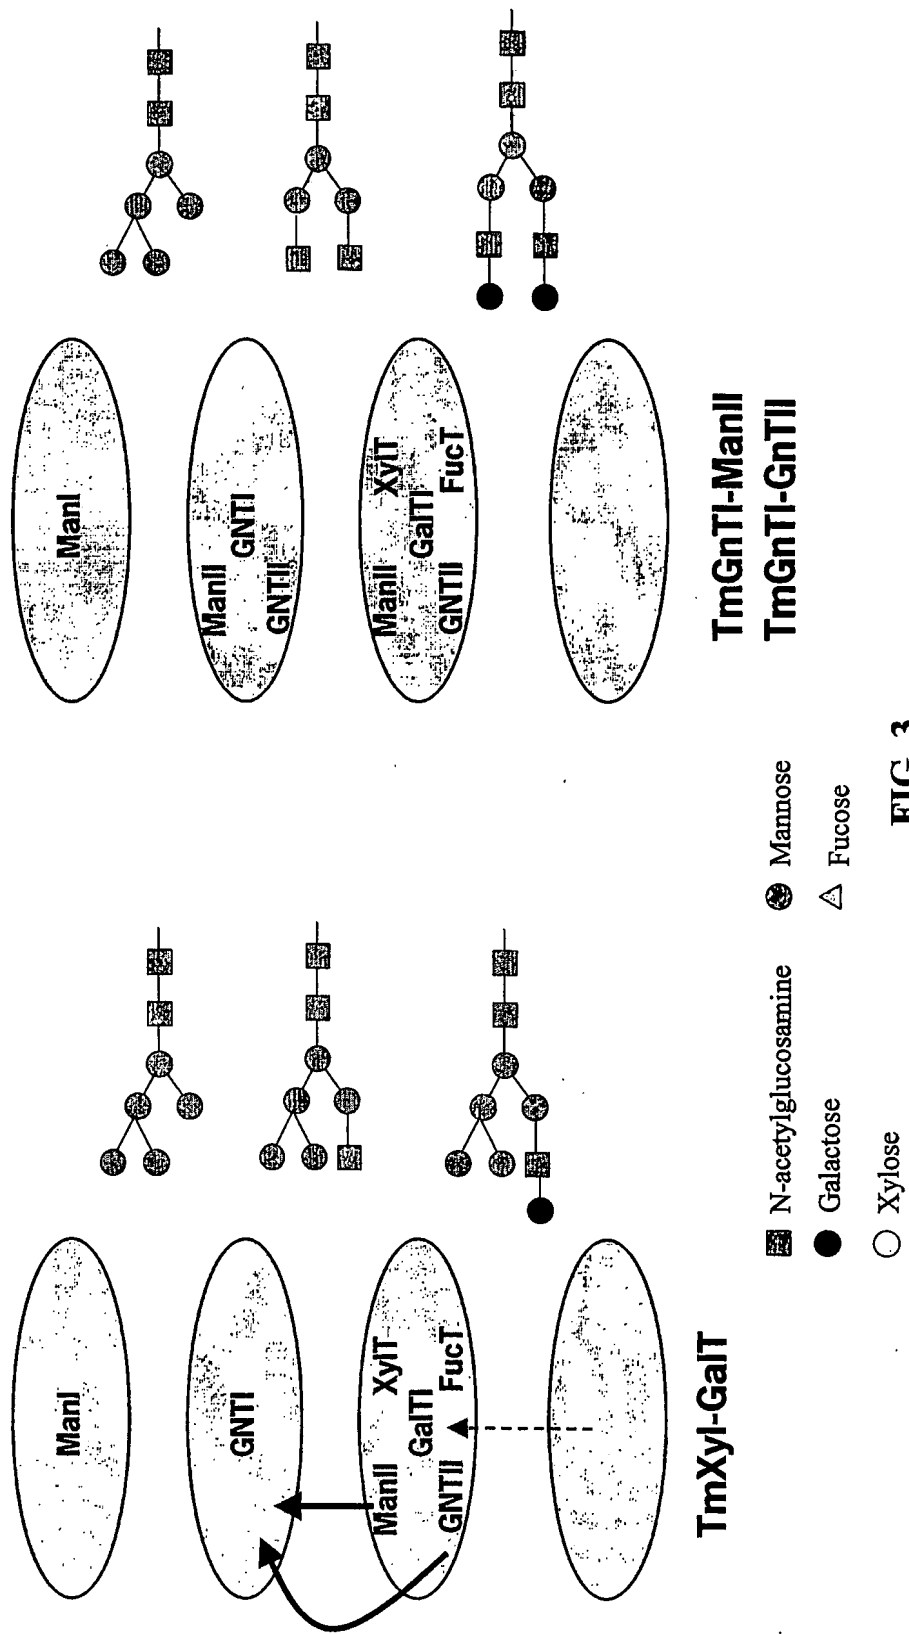 ManI
GNTI
ManII
XylT
GalTI
GNTII
FucT
TmXyl-GalT
ManI
ManII
GNTI
GNTII
ManII
XylT
GalTI
GNTII
FucT
TmGnTI-ManII
TmGnTI-GnTII
N-acetylglucosamine
Mannose
Galactose
Fucose
Xylose
FIG. 3